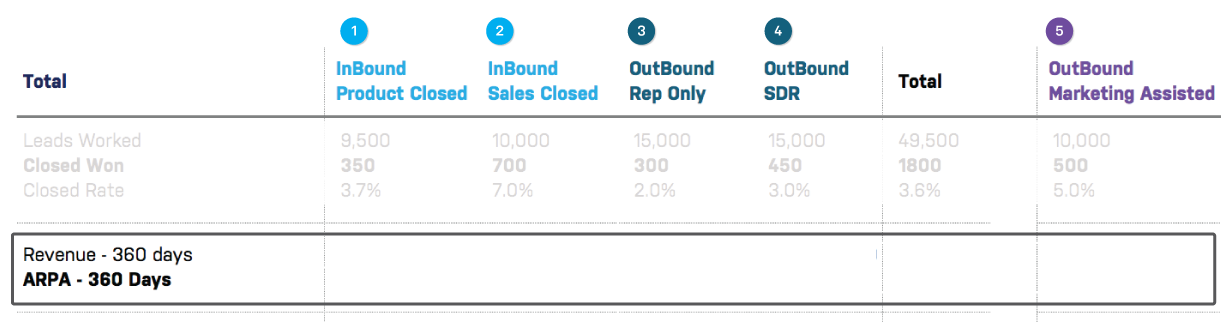 1 2 3 4 5
Total InBound Product Closed InBound Sales Closed OutBound Rep Only OutBound SDR Total OutBound Marketing Assisted
Leads Worked 9,500 10,000 15,000 15,000 49,500 10,000
Closed Won 350 700 300 450 1800 500
Closed Rate 3.7% 7.0% 2.0% 3.0% 3.6% 5.0%
Revenue - 360 days
ARPA - 360 Days